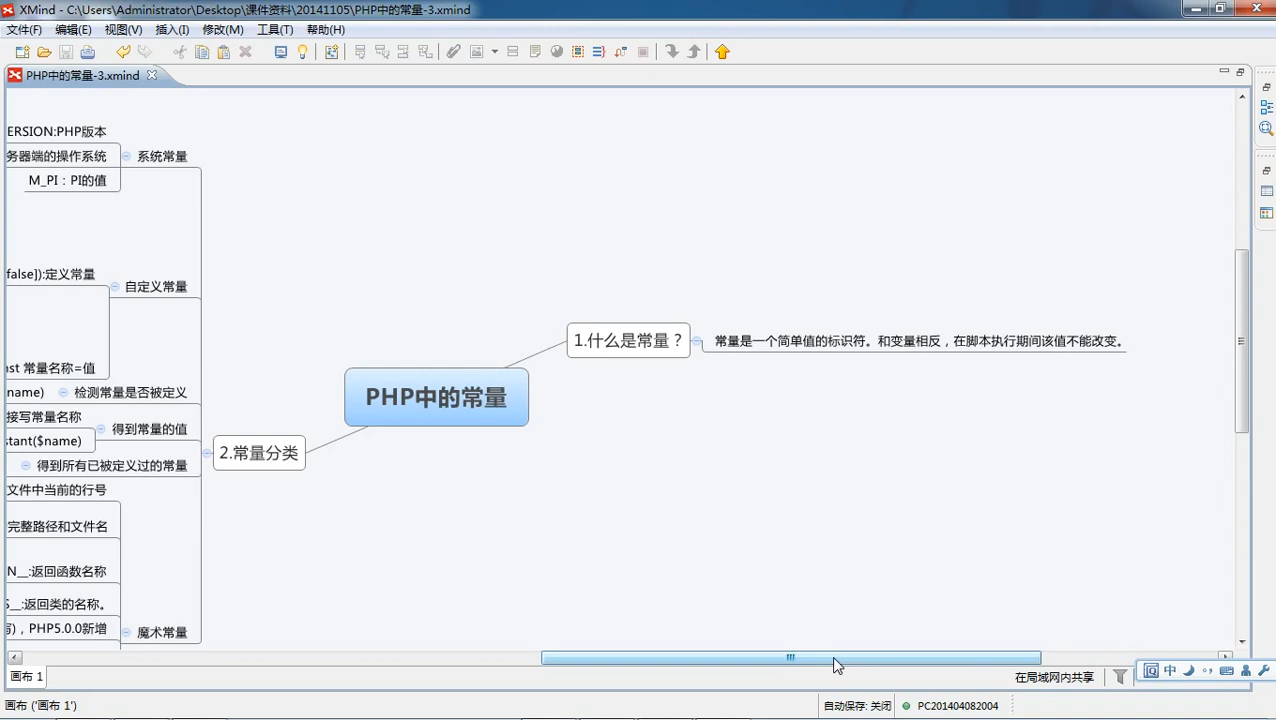 XMind - C:\Users\Administrator\Desktop\课件资料\20141105\PHP中的常量-3.xmind
文件(F) 编辑(E) 视图(V) 插入(I) 修改(M) 工具(T) 帮助(H)
PHP中的常量-3.xmind
ERSION:PHP版本
务器端的操作系统
系统常量
M_PI：PI的值
false]):定义常量
自定义常量
nst 常量名称=值
name)
检测常量是否被定义
接写常量名称
得到常量的值
stant($name)
得到所有已被定义过的常量
文件中当前的行号
完整路径和文件名
N__:返回函数名称
S__:返回类的名称。
)，PHP5.0.0新增
魔术常量
1.什么是常量？
常量是一个简单值的标识符。和变量相反，在脚本执行期间该值不能改变。
PHP中的常量
2.常量分类
画布 1
在局域网内共享
中
画布 ('画布 1')
自动保存: 关闭
PC201404082004